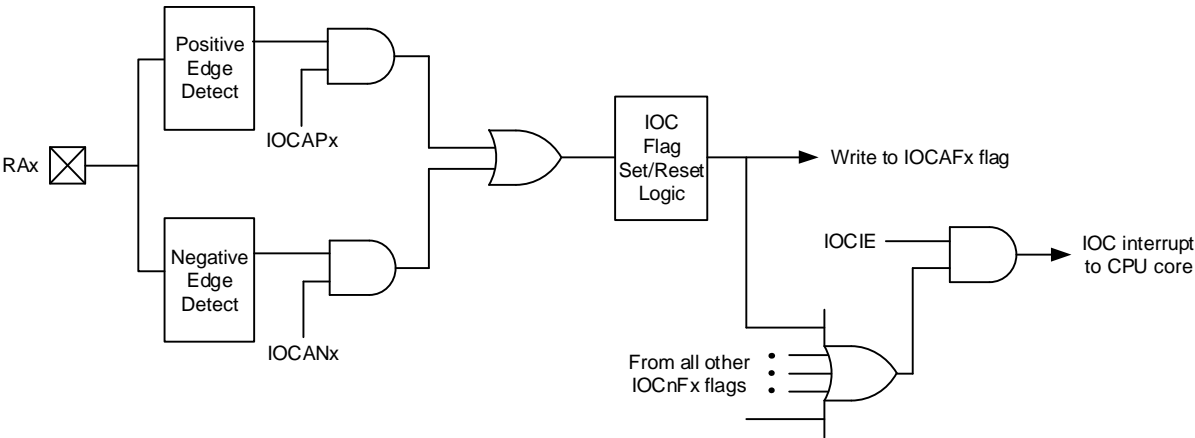 Positive
Edge
Detect
IOCAPx
RAx
Negative
Edge
Detect
IOCANx
IOC
Flag
Set/Reset
Logic
Write to IOCAFx flag
IOCIE
IOC interrupt
to CPU core
From all other
IOCnFx flags